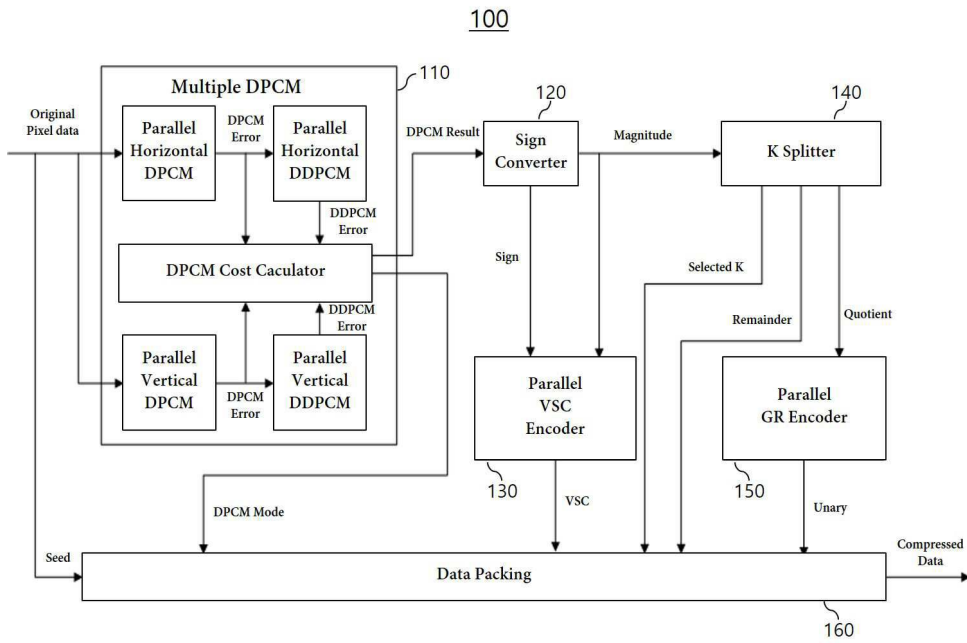 100
Multiple DPCM
110
Original
Pixel data
Parallel
Horizontal
DPCM
DPCM
Error
Parallel
Horizontal
DDPCM
DPCM Result
120
Sign
Converter
Magnitude
140
K Splitter
DDPCM
Error
DPCM Cost Caculator
Sign
Selected K
Remainder
Quotient
DDPCM
Error
Parallel
Vertical
DPCM
DPCM
Error
Parallel
Vertical
DDPCM
Parallel
VSC
Encoder
130
Parallel
GR Encoder
150
DPCM Mode
VSC
Unary
Seed
Data Packing
Compressed
Data
160